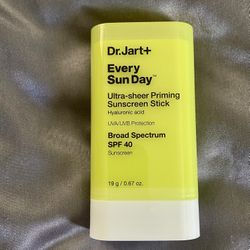 Dr.Jart+
Every
Sun Day™
Ultra-sheer Priming
Sunscreen Stick
Hyaluronic acid
UVA/UVB Protection
Broad Spectrum
SPF 40
Sunscreen
19 g / 0.67 oz.